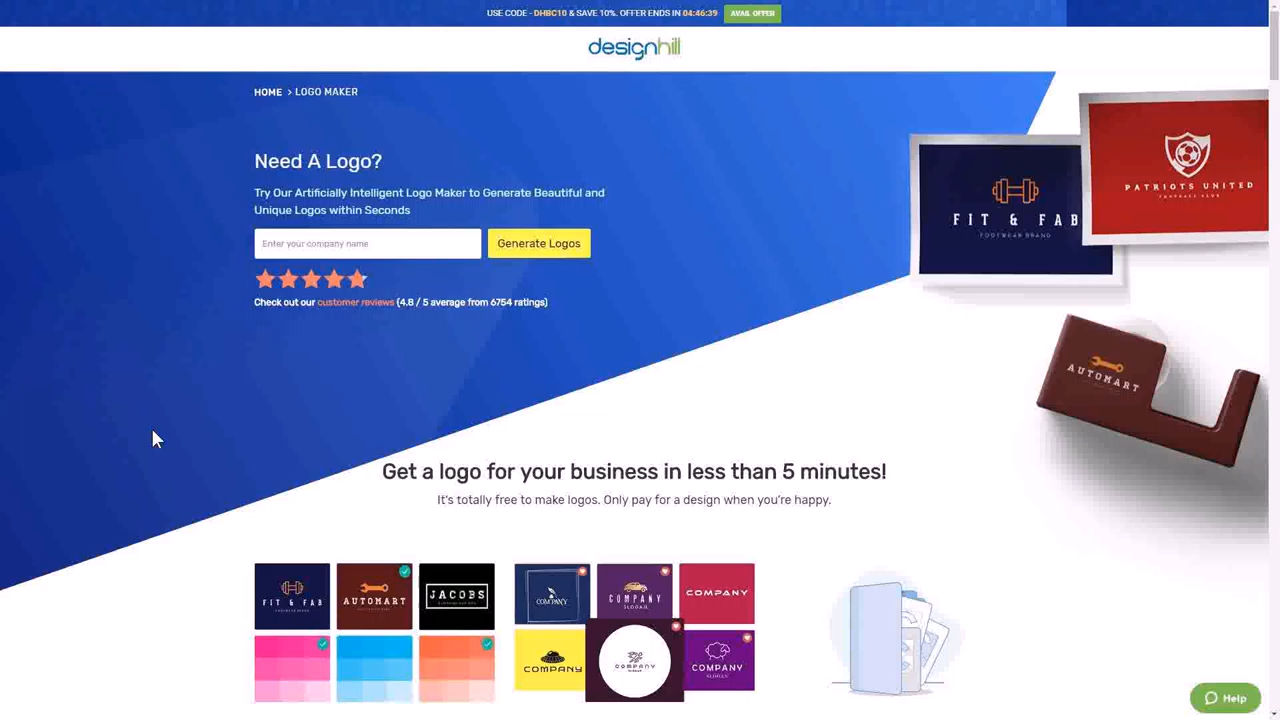 USE CODE - DHBC10 & SAVE 10%. OFFER ENDS IN 04:46:39 AVAIL OFFER
designhill
HOME > LOGO MAKER
Need A Logo?
Try Our Artificially Intelligent Logo Maker to Generate Beautiful and
Unique Logos within Seconds
Enter your company name
Generate Logos
Check out our customer reviews (4.8 / 5 average from 6754 ratings)
PATRIOTS UNITED
FOOTBALL CLUB
FIT & FAB
FOOTWEAR BRAND
AUTOMART
Get a logo for your business in less than 5 minutes!
It's totally free to make logos. Only pay for a design when you're happy.
FIT & FAB
AUTOMART
JACOBS
COMPANY
COMPANY
SLOGAN
COMPANY
COMPANY
COMPANY
COMPANY
Help